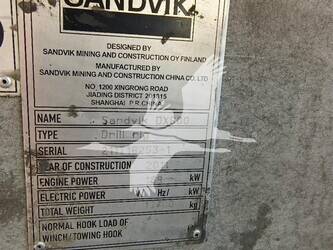 SANDVIK
DESIGNED BY
SANDVIK MINING AND CONSTRUCTION OY FINLAND
MANUFACTURED BY
SANDVIK MINING AND CONSTRUCTION CHINA CO. LTD
NO. 1200 XINGRONG ROAD
JIADING DISTRICT 201815
SHANGHAI P.R.CHINA
NAME Sandvik
TYPE Drill
SERIAL
YEAR OF CONSTRUCTION
ENGINE POWER kW
ELECTRIC POWER Hz/ kW
TOTAL WEIGHT kg
NORMAL HOOK LOAD OF
WINCH/TOWING HOOK